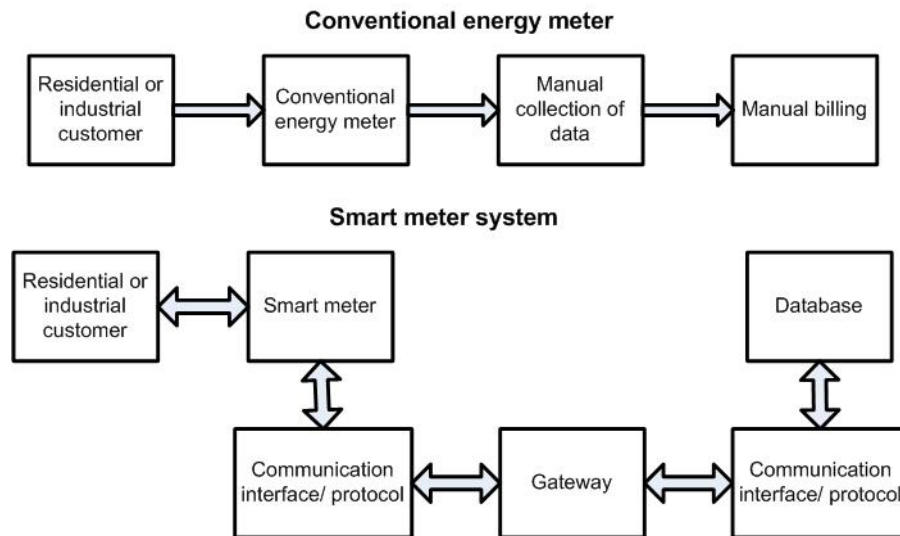 Conventional energy meter
Residential or
industrial
customer
Conventional
energy meter
Manual
collection of
data
Manual billing
Smart meter system
Residential or
industrial
customer
Smart meter
Database
Communication
interface/ protocol
Gateway
Communication
interface/ protocol